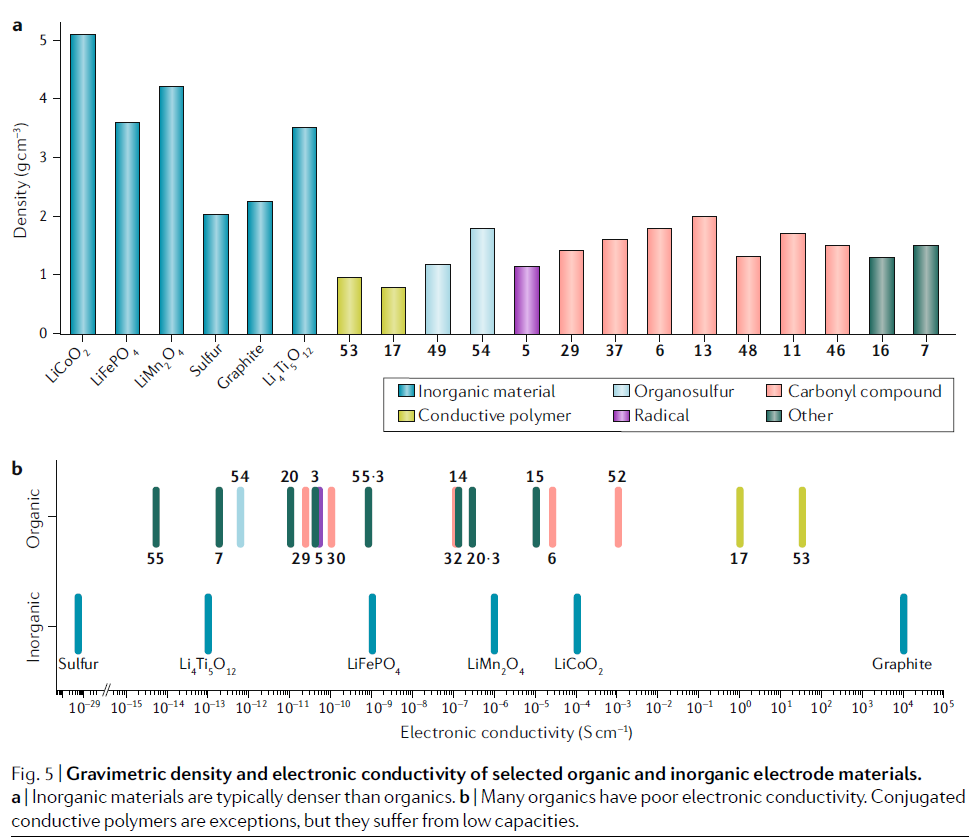 a
5
4
3
2
1
0
Density (g cm⁻³)
LiCoO₂
LiFePO₄
LiMn₂O₄
Sulfur
Graphite
Li₄Ti₅O₁₂
53 17 49 54 5 29 37 6 13 48 11 46 16 7
Inorganic material Organosulfur Carbonyl compound
Conductive polymer Radical Other
b
Organic
54 20 3 55·3 14 15 52
55 7 29 5 30 32 20·3 6 17 53
Inorganic
Sulfur Li₄Ti₅O₁₂ LiFePO₄ LiMn₂O₄ LiCoO₂ Graphite
10⁻²⁹ 10⁻¹⁵ 10⁻¹⁴ 10⁻¹³ 10⁻¹² 10⁻¹¹ 10⁻¹⁰ 10⁻⁹ 10⁻⁸ 10⁻⁷ 10⁻⁶ 10⁻⁵ 10⁻⁴ 10⁻³ 10⁻² 10⁻¹ 10⁰ 10¹ 10² 10³ 10⁴ 10⁵
Electronic conductivity (S cm⁻¹)
Fig. 5 | Gravimetric density and electronic conductivity of selected organic and inorganic electrode materials.
a | Inorganic materials are typically denser than organics. b | Many organics have poor electronic conductivity. Conjugated
conductive polymers are exceptions, but they suffer from low capacities.